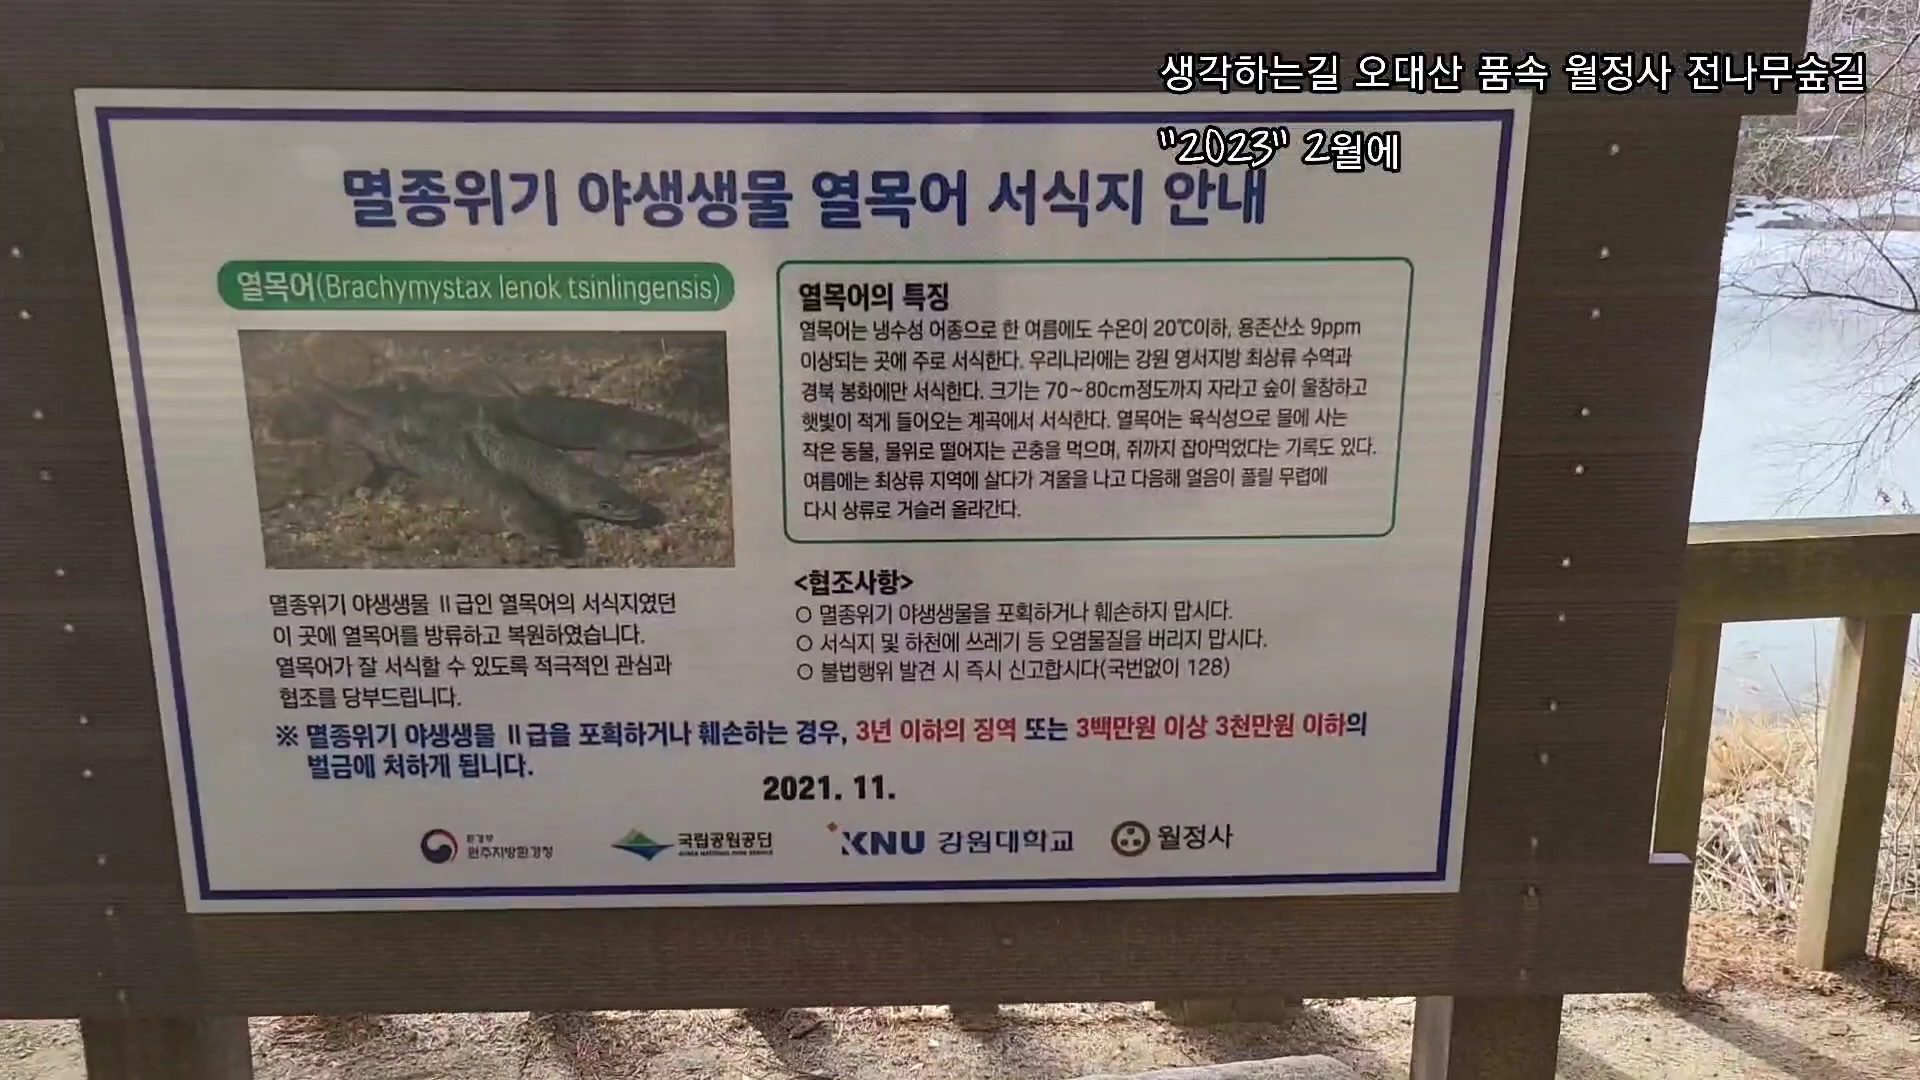 생각하는길 오대산 품속 월정사 전나무숲길
"2023" 2월에
멸종위기 야생생물 열목어 서식지 안내
열목어(Brachymystax lenok tsinlingensis)
열목어의 특징
열목어는 냉수성 어종으로 한 여름에도 수온이 20℃이하, 용존산소 9ppm
이상되는 곳에 주로 서식한다. 우리나라에는 강원 영서지방 최상류 수역과
경북 봉화에만 서식한다. 크기는 70~80cm정도까지 자라고 숲이 울창하고
햇빛이 적게 들어오는 계곡에서 서식한다. 열목어는 육식성으로 물에 사는
작은 동물, 물위로 떨어지는 곤충을 먹으며, 쥐까지 잡아먹었다는 기록도 있다.
여름에는 최상류 지역에 살다가 겨울을 나고 다음해 얼음이 풀릴 무렵에
다시 상류로 거슬러 올라간다.
멸종위기 야생생물 Ⅱ급인 열목어의 서식지였던
이 곳에 열목어를 방류하고 복원하였습니다.
열목어가 잘 서식할 수 있도록 적극적인 관심과
협조를 당부드립니다.
<협조사항>
○ 멸종위기 야생생물을 포획하거나 훼손하지 맙시다.
○ 서식지 및 하천에 쓰레기 등 오염물질을 버리지 맙시다.
○ 불법행위 발견 시 즉시 신고합시다(국번없이 128)
※ 멸종위기 야생생물 Ⅱ급을 포획하거나 훼손하는 경우, 3년 이하의 징역 또는 3백만원 이상 3천만원 이하의
벌금에 처하게 됩니다.
2021. 11.
환경부
원주지방환경청
국립공원공단
KOREA NATIONAL PARK SERVICE
KNU 강원대학교
월정사